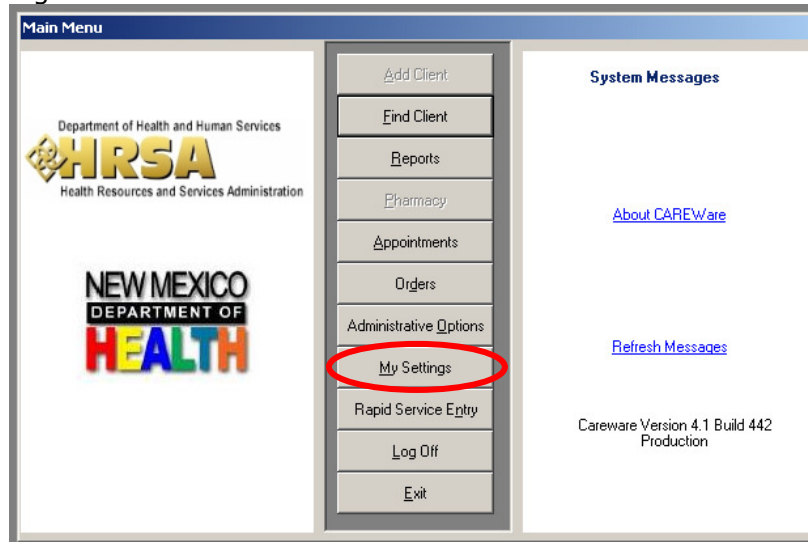 Main Menu
Department of Health and Human Services
HRSA
Health Resources and Services Administration
NEW MEXICO
DEPARTMENT OF
HEALTH
Add Client
Find Client
Reports
Pharmacy
Appointments
Orders
Administrative Options
My Settings
Rapid Service Entry
Log Off
Exit
System Messages
About CAREWare
Refresh Messages
Careware Version 4.1 Build 442
Production